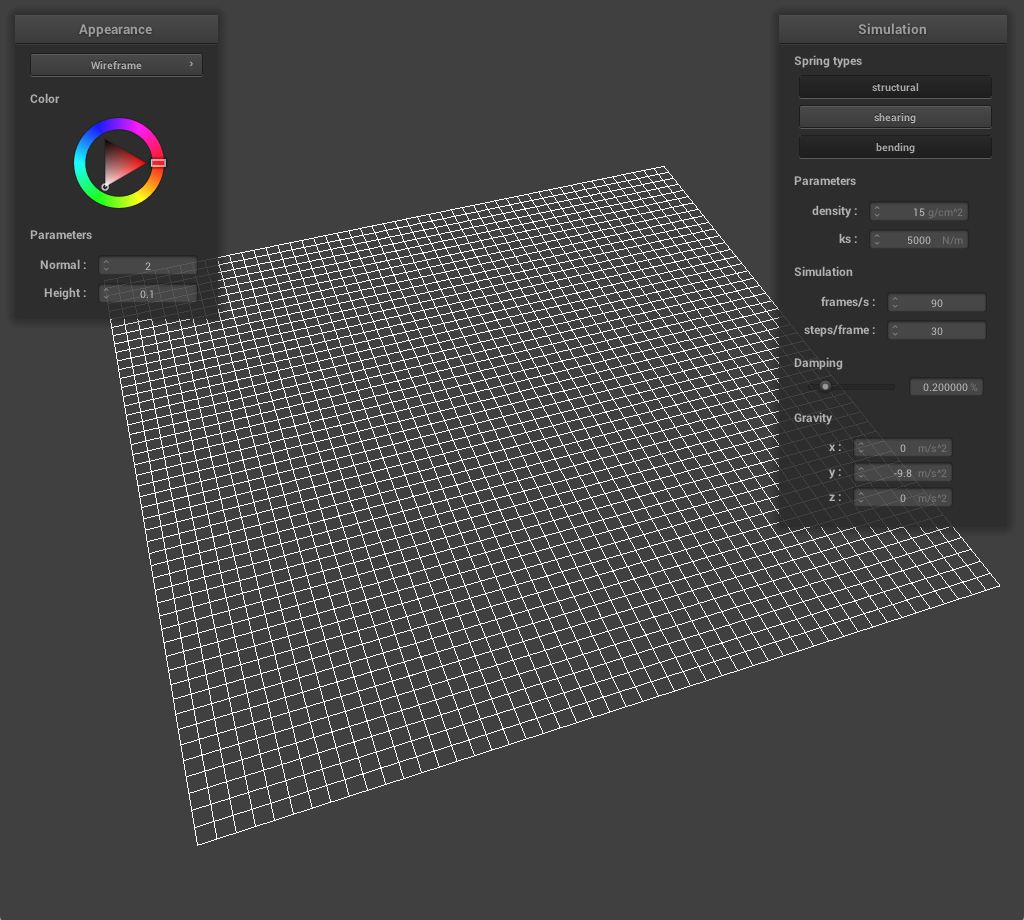 Appearance
Wireframe ›
Color
Parameters
Normal : 2
Height : 0.1
Simulation
Spring types
structural
shearing
bending
Parameters
density : 15 g/cm^2
ks : 5000 N/m
Simulation
frames/s : 90
steps/frame : 30
Damping
0.200000 %
Gravity
x : 0 m/s^2
y : -9.8 m/s^2
z : 0 m/s^2